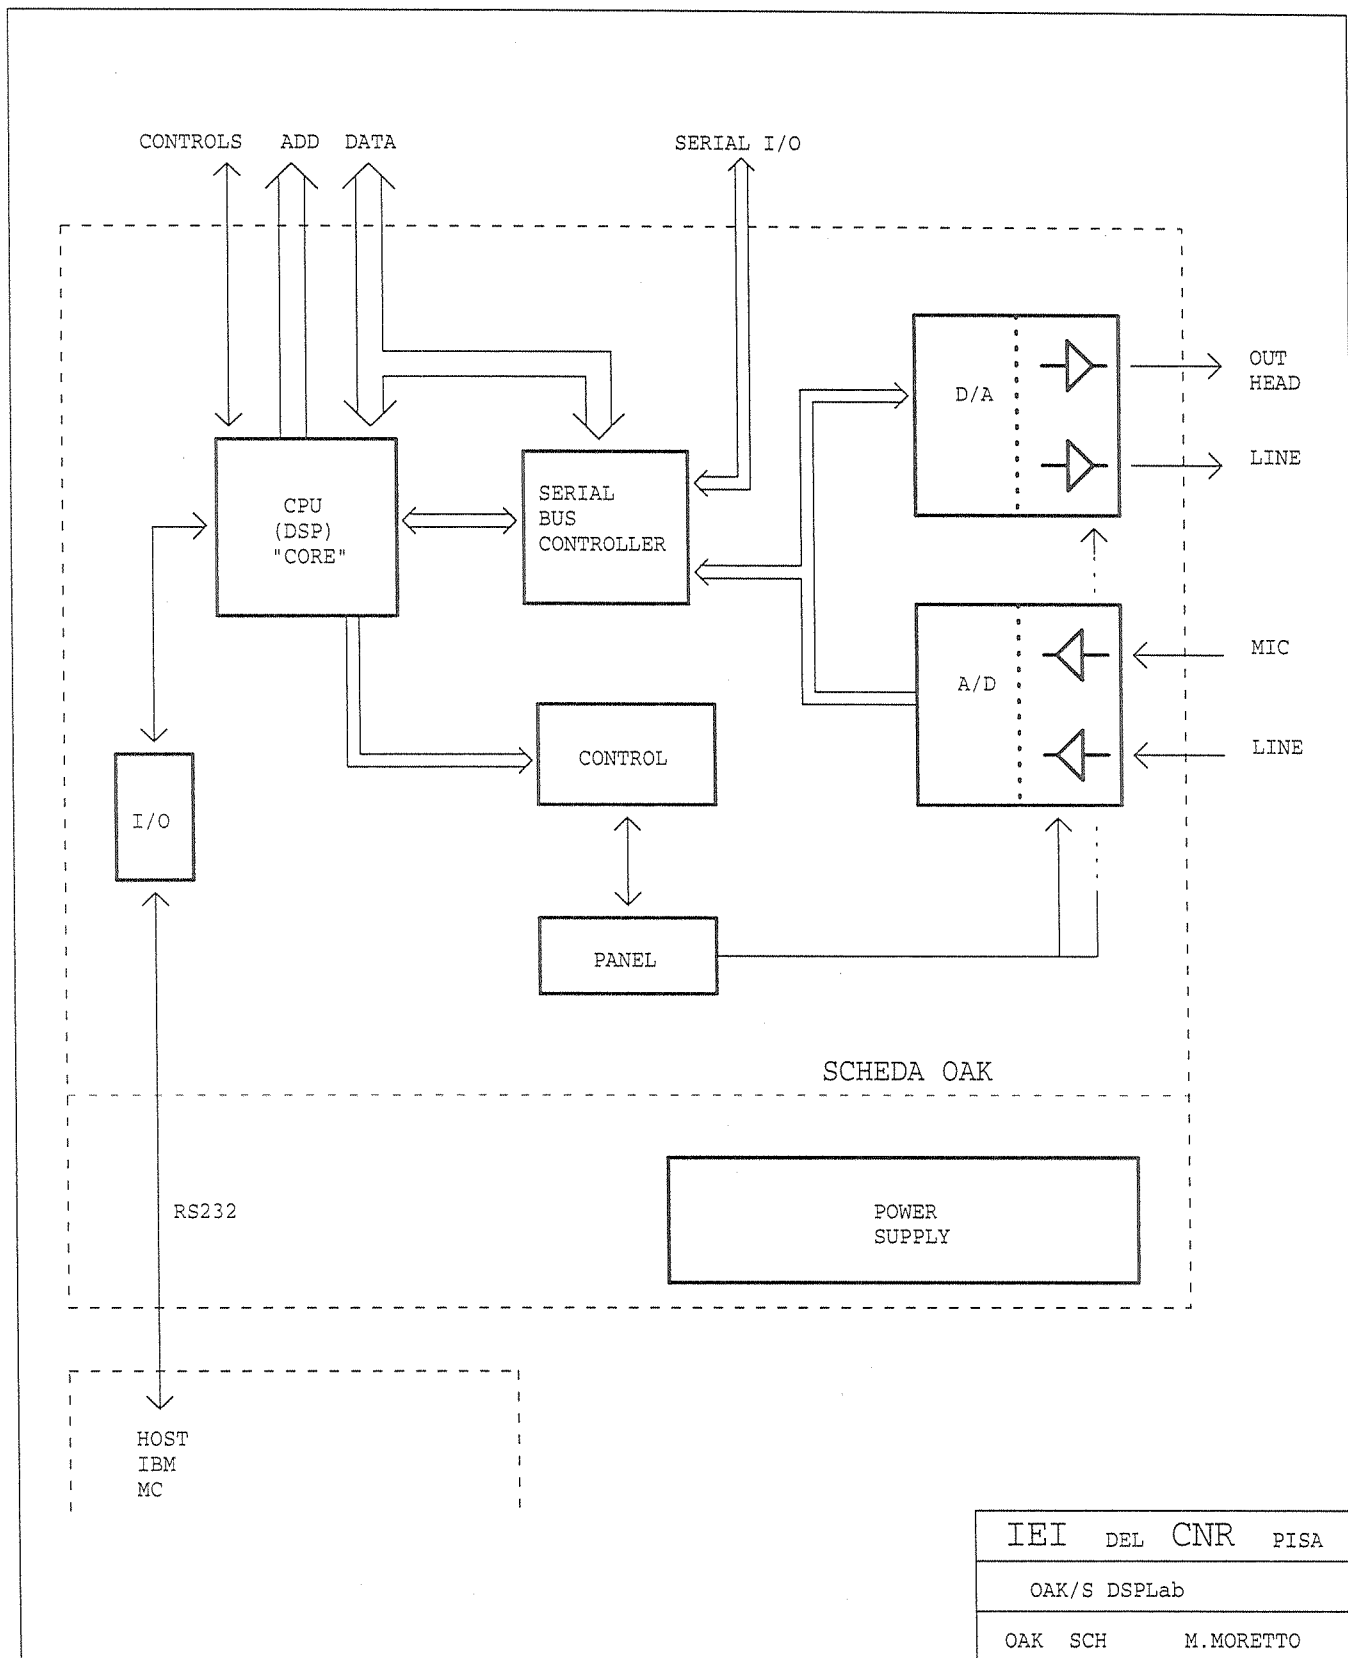 CONTROLS ADD DATA
SERIAL I/O
OUT
HEAD
D/A
LINE
CPU
(DSP)
"CORE"
SERIAL
BUS
CONTROLLER
MIC
A/D
LINE
CONTROL
I/O
PANEL
SCHEDA OAK
RS232
POWER
SUPPLY
HOST
IBM
MC
IEI DEL CNR PISA
OAK/S DSPLab
OAK SCH M.MORETTO